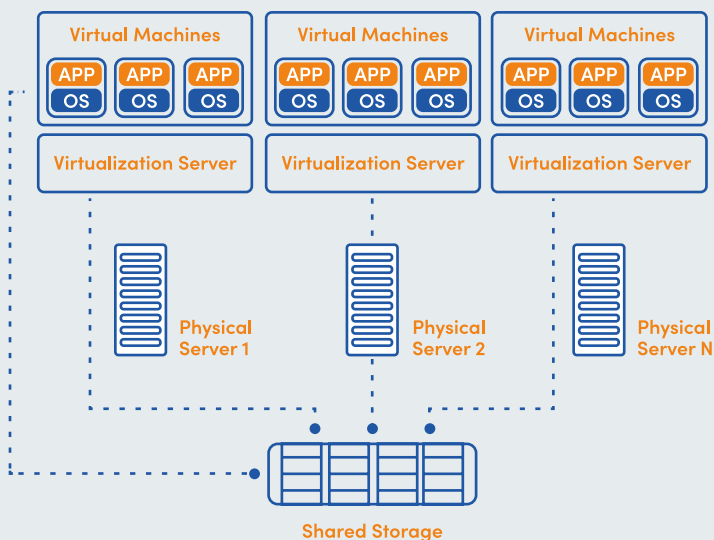 Virtual Machines
Virtual Machines
Virtual Machines
APP APP APP
OS OS OS
APP APP APP
OS OS OS
APP APP APP
OS OS OS
Virtualization Server
Virtualization Server
Virtualization Server
Physical
Server 1
Physical
Server 2
Physical
Server N
Shared Storage